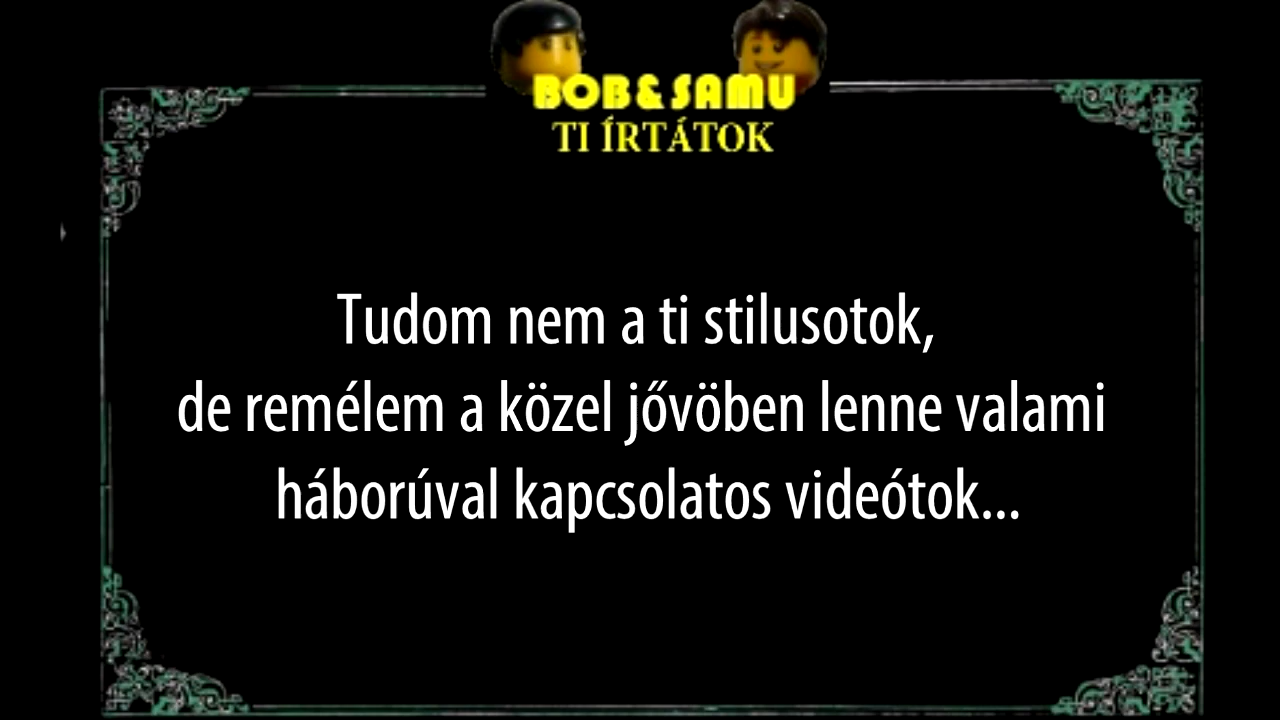 BOB & SAMU
TI ÍRTÁTOK
Tudom nem a ti stilusotok,
de remélem a közel jővöben lenne valami
háborúval kapcsolatos videótok...